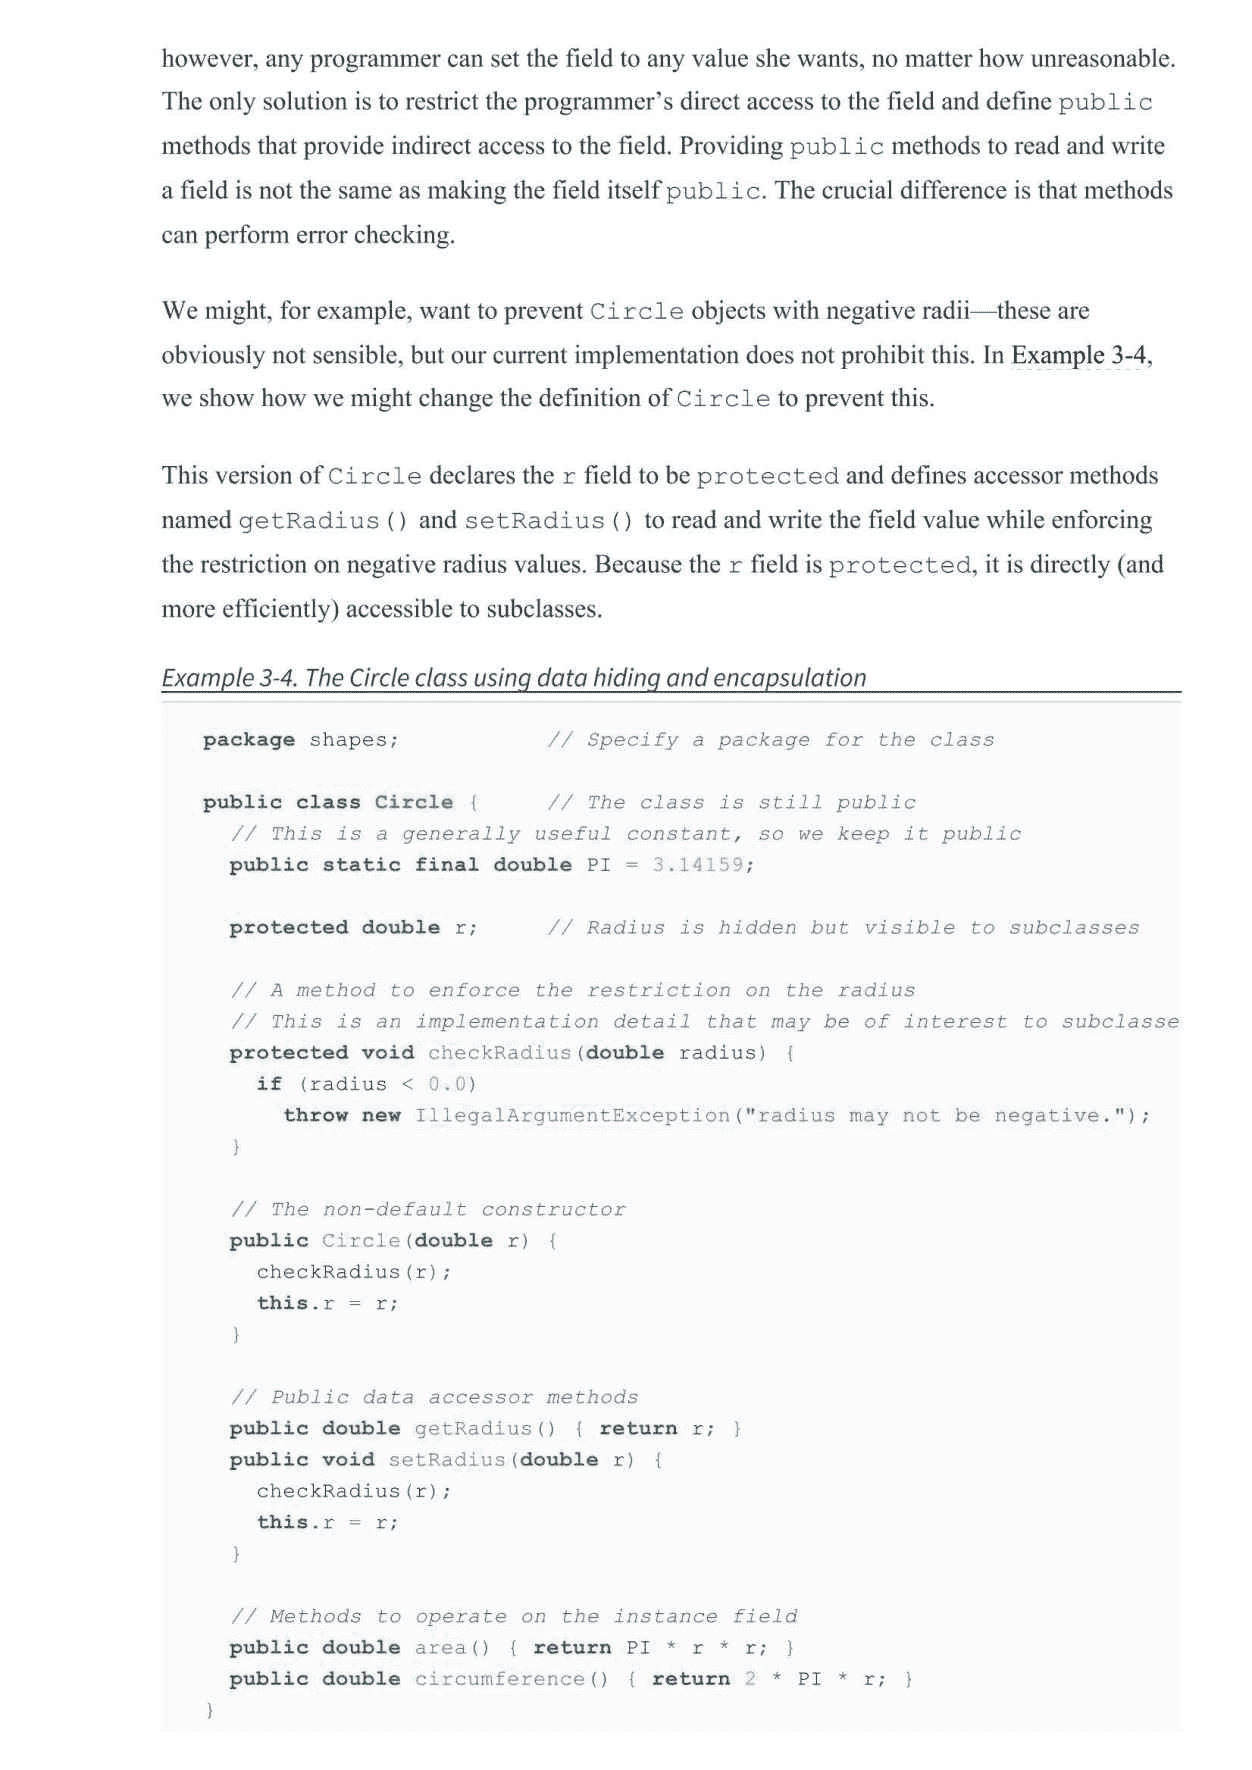 however, any programmer can set the field to any value she wants, no matter how unreasonable.
The only solution is to restrict the programmer’s direct access to the field and define public
methods that provide indirect access to the field. Providing public methods to read and write
a field is not the same as making the field itself public. The crucial difference is that methods
can perform error checking.
We might, for example, want to prevent Circle objects with negative radii—these are
obviously not sensible, but our current implementation does not prohibit this. In Example 3-4,
we show how we might change the definition of Circle to prevent this.
This version of Circle declares the r field to be protected and defines accessor methods
named getRadius() and setRadius() to read and write the field value while enforcing
the restriction on negative radius values. Because the r field is protected, it is directly (and
more efficiently) accessible to subclasses.
Example 3-4. The Circle class using data hiding and encapsulation
package shapes; // Specify a package for the class
public class Circle { // The class is still public
// This is a generally useful constant, so we keep it public
public static final double PI = 3.14159;
protected double r; // Radius is hidden but visible to subclasses
// A method to enforce the restriction on the radius
// This is an implementation detail that may be of interest to subclasse
protected void checkRadius(double radius) {
if (radius < 0.0)
throw new IllegalArgumentException("radius may not be negative.");
}
// The non-default constructor
public Circle(double r) {
checkRadius(r);
this.r = r;
}
// Public data accessor methods
public double getRadius() { return r; }
public void setRadius(double r) {
checkRadius(r);
this.r = r;
}
// Methods to operate on the instance field
public double area() { return PI * r * r; }
public double circumference() { return 2 * PI * r; }
}